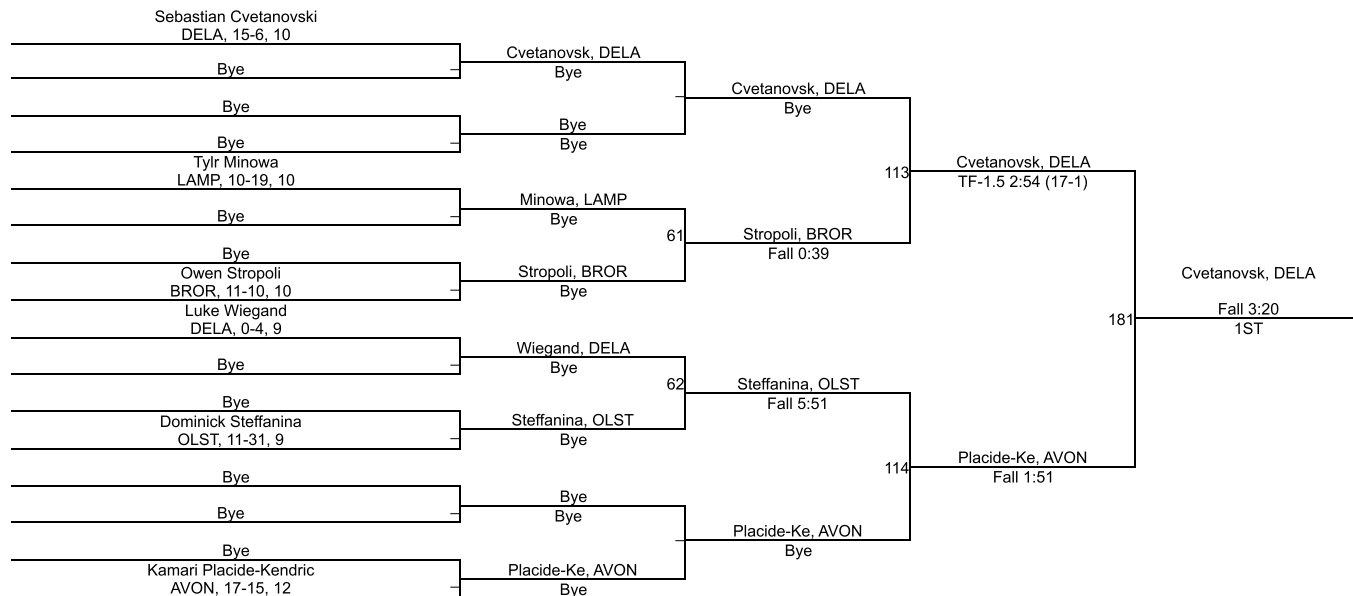 Sebastian Cvetanovski
DELA, 15-6, 10
Bye
Bye
Bye
Tylr Minowa
LAMP, 10-19, 10
Bye
Bye
Owen Stropoli
BROR, 11-10, 10
Luke Wiegand
DELA, 0-4, 9
Bye
Bye
Dominick Steffanina
OLST, 11-31, 9
Bye
Bye
Bye
Kamari Placide-Kendric
AVON, 17-15, 12
Cvetanovsk, DELA
Bye
Bye
Bye
Minowa, LAMP
Bye
61
Stropoli, BROR
Bye
Wiegand, DELA
Bye
62
Steffanina, OLST
Bye
Bye
Bye
Placide-Ke, AVON
Bye
Cvetanovsk, DELA
Bye
113
Stropoli, BROR
Fall 0:39
Steffanina, OLST
Fall 5:51
114
Placide-Ke, AVON
Bye
Cvetanovsk, DELA
TF-1.5 2:54 (17-1)
181
Placide-Ke, AVON
Fall 1:51
Cvetanovsk, DELA
Fall 3:20
1ST